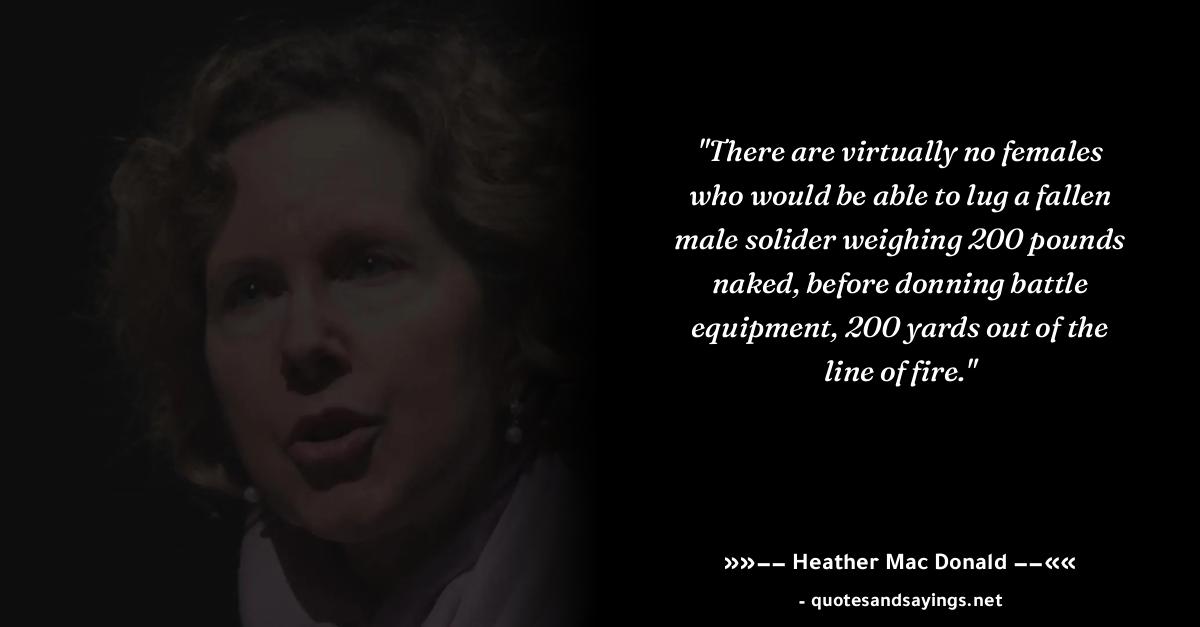 "There are virtually no females
who would be able to lug a fallen
male solider weighing 200 pounds
naked, before donning battle
equipment, 200 yards out of the
line of fire."
»»−− Heather Mac Donald −−««
- quotesandsayings.net